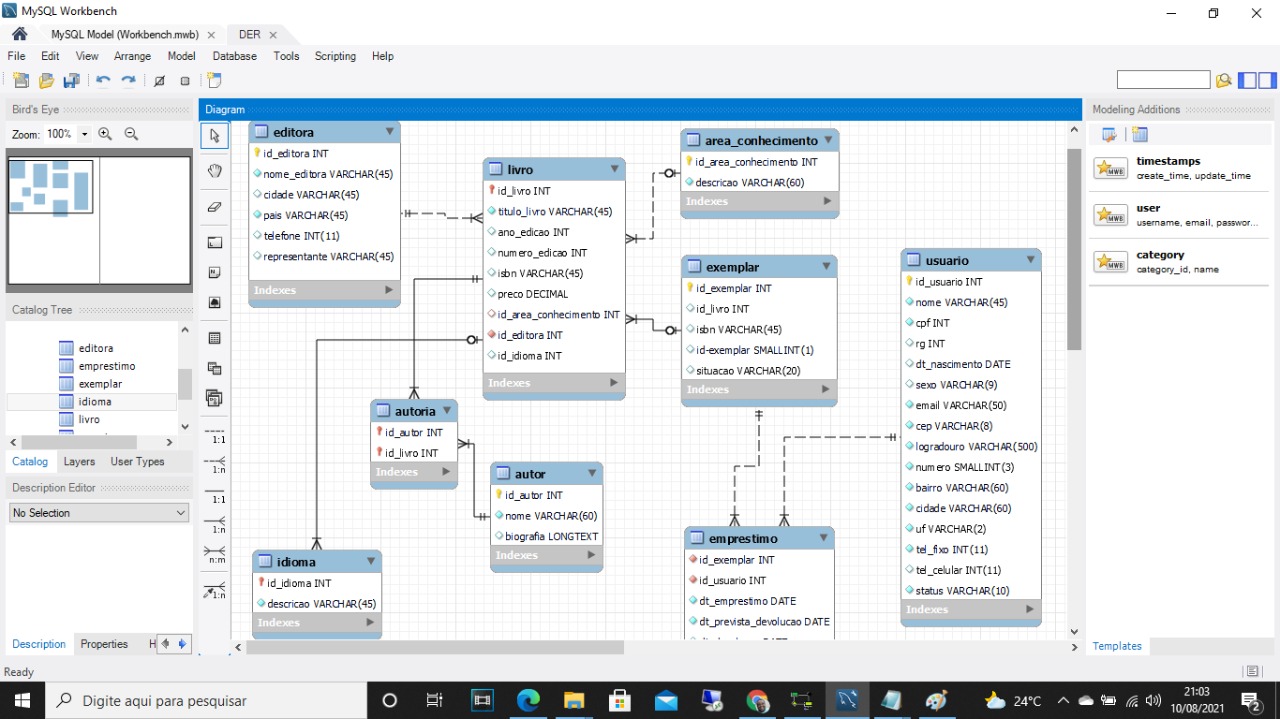 MySQL Workbench
MySQL Model (Workbench.mwb)
DER
File Edit View Arrange Model Database Tools Scripting Help
Bird's Eye
Zoom: 100%
Catalog Tree
editora
emprestimo
exemplar
idioma
livro
Catalog Layers User Types
Description Editor
No Selection
Description Properties H
Ready
Diagram
1:1
1:n
1:1
1:n
n:m
1:n
editora
id_editora INT
nome_editora VARCHAR(45)
cidade VARCHAR(45)
pais VARCHAR(45)
telefone INT(11)
representante VARCHAR(45)
Indexes
livro
id_livro INT
titulo_livro VARCHAR(45)
ano_edicao INT
numero_edicao INT
isbn VARCHAR(45)
preco DECIMAL
id_area_conhecimento INT
id_editora INT
id_idioma INT
Indexes
area_conhecimento
id_area_conhecimento INT
descricao VARCHAR(60)
Indexes
exemplar
id_exemplar INT
id_livro INT
isbn VARCHAR(45)
id-exemplar SMALLINT(1)
situacao VARCHAR(20)
Indexes
usuario
id_usuario INT
nome VARCHAR(45)
cpf INT
rg INT
dt_nascimento DATE
sexo VARCHAR(9)
email VARCHAR(50)
cep VARCHAR(8)
logradouro VARCHAR(500)
numero SMALLINT(3)
bairro VARCHAR(60)
cidade VARCHAR(60)
uf VARCHAR(2)
tel_fixo INT(11)
tel_celular INT(11)
status VARCHAR(10)
Indexes
autoria
id_autor INT
id_livro INT
Indexes
autor
id_autor INT
nome VARCHAR(60)
biografia LONGTEXT
Indexes
idioma
id_idioma INT
descricao VARCHAR(45)
Indexes
emprestimo
id_exemplar INT
id_usuario INT
dt_emprestimo DATE
dt_prevista_devolucao DATE
Modeling Additions
timestamps
create_time, update_time
user
username, email, passwor...
category
category_id, name
Templates
Digite aqui para pesquisar
24°C
21:03
10/08/2021
2